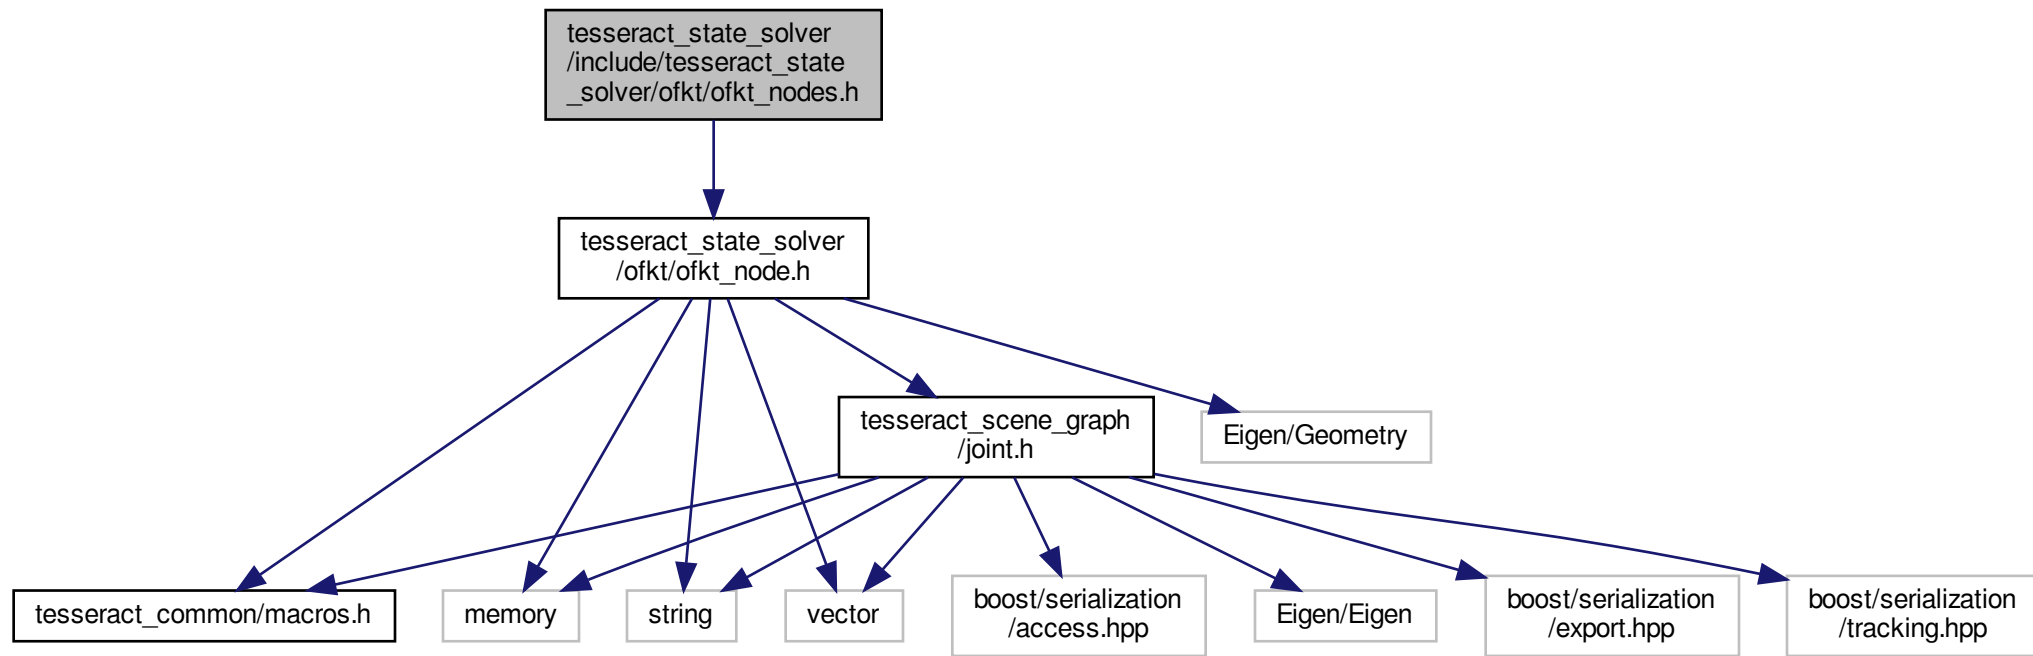 tesseract_state_solver
/include/tesseract_state
_solver/ofkt/ofkt_nodes.h
tesseract_state_solver
/ofkt/ofkt_node.h
tesseract_scene_graph
/joint.h
Eigen/Geometry
tesseract_common/macros.h
memory
string
vector
boost/serialization
/access.hpp
Eigen/Eigen
boost/serialization
/export.hpp
boost/serialization
/tracking.hpp